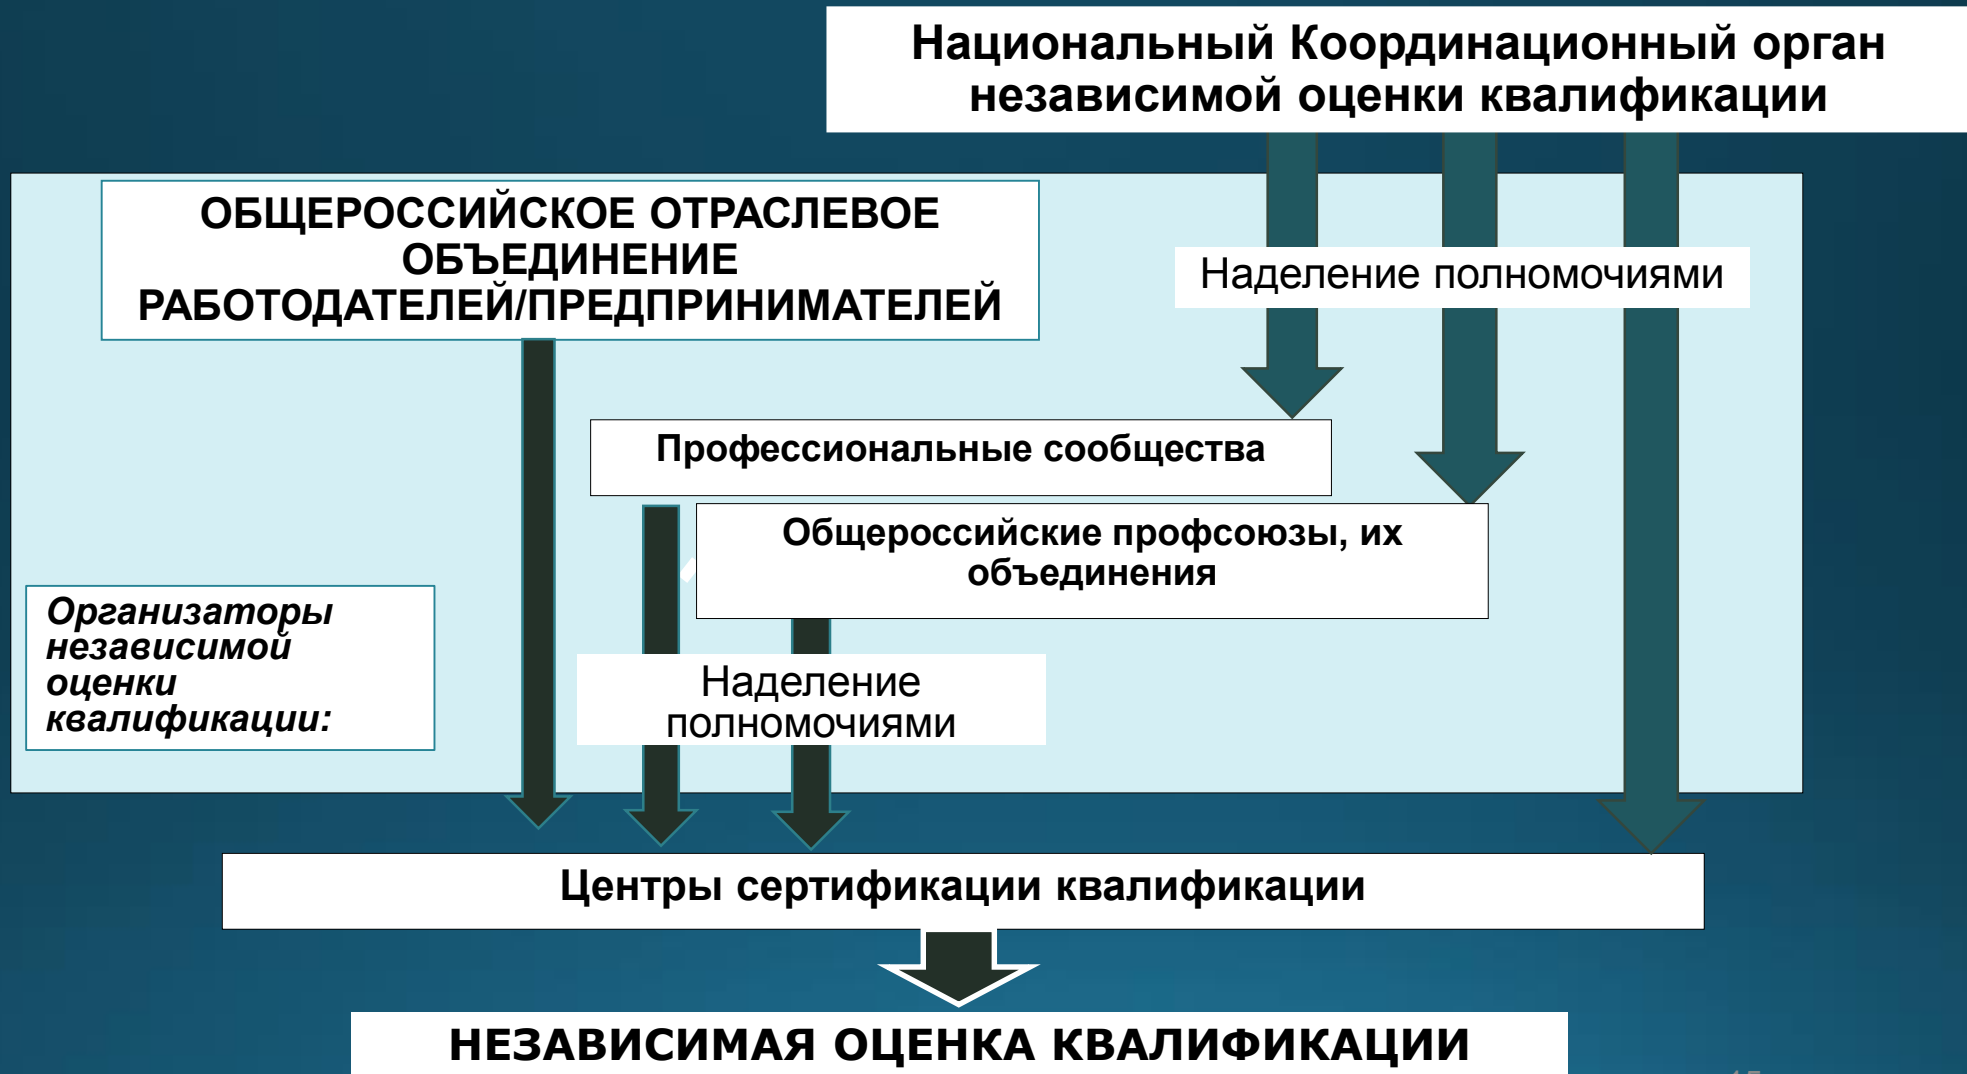 Национальный Координационный орган
независимой оценки квалификации
ОБЩЕРОССИЙСКОЕ ОТРАСЛЕВОЕ
ОБЪЕДИНЕНИЕ
РАБОТОДАТЕЛЕЙ/ПРЕДПРИНИМАТЕЛЕЙ
Наделение полномочиями
Профессиональные сообщества
Общероссийские профсоюзы, их
объединения
Организаторы
независимой
оценки
квалификации:
Наделение
полномочиями
Центры сертификации квалификации
НЕЗАВИСИМАЯ ОЦЕНКА КВАЛИФИКАЦИИ